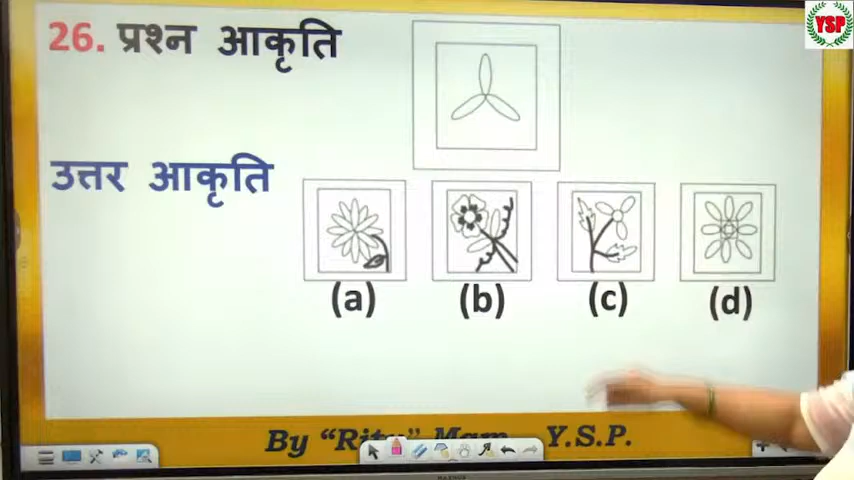 YSP
26. प्रश्न आकृति
उत्तर आकृति
(a) (b) (c) (d)
By "Ritu" Mam Y.S.P.